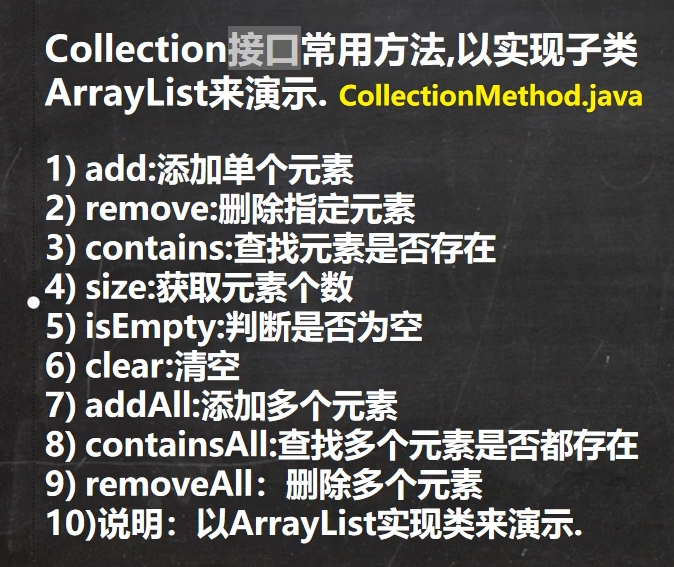 Collection接口常用方法,以实现子类
ArrayList来演示. CollectionMethod.java
1) add:添加单个元素
2) remove:删除指定元素
3) contains:查找元素是否存在
4) size:获取元素个数
5) isEmpty:判断是否为空
6) clear:清空
7) addAll:添加多个元素
8) containsAll:查找多个元素是否都存在
9) removeAll：删除多个元素
10)说明：以ArrayList实现类来演示.